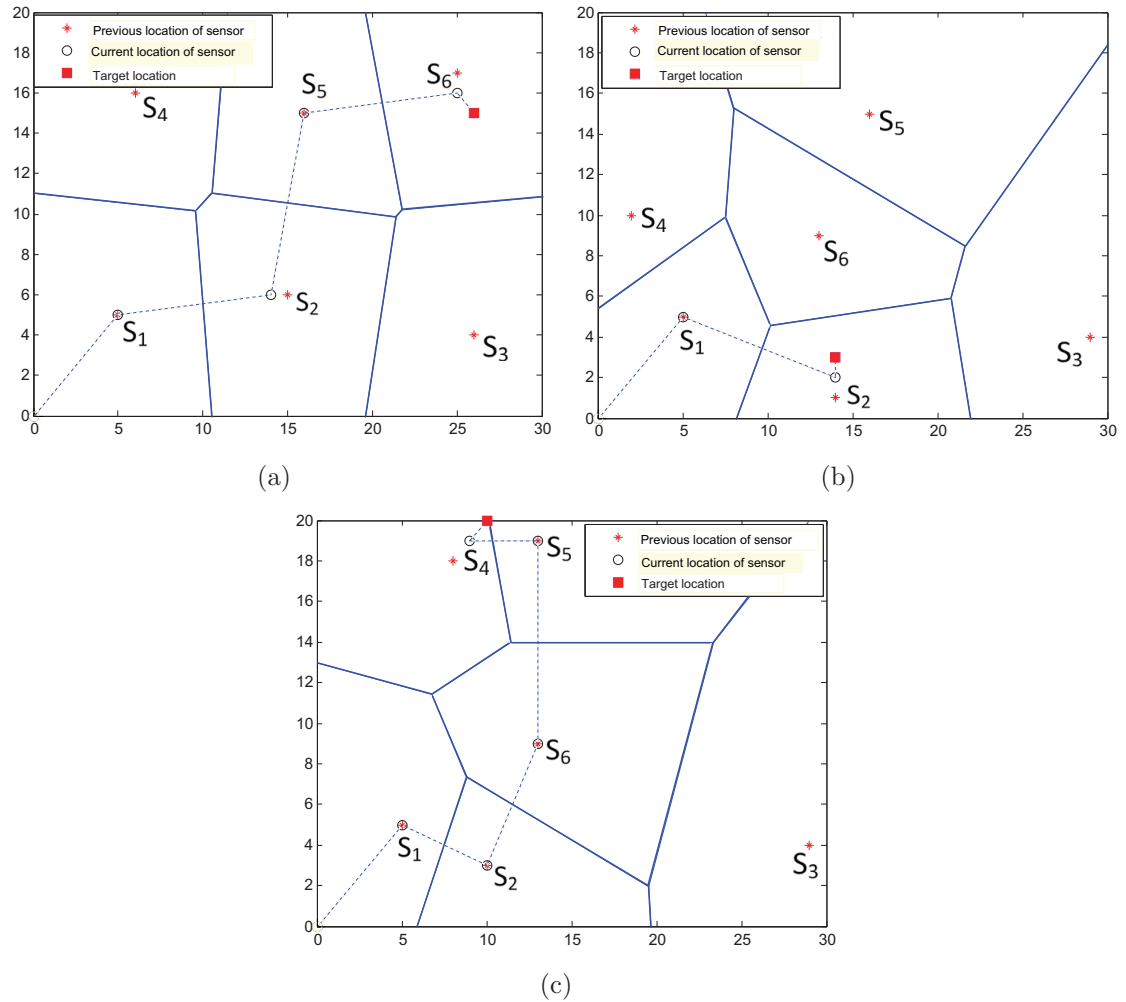 20
18
16
14
12
10
8
6
4
2
0
0 5 10 15 20 25 30
Previous location of sensor
Current location of sensor
Target location
S4
S5
S6
S1
S2
S3
(a)
20
18
16
14
12
10
8
6
4
2
0
0 5 10 15 20 25 30
Previous location of sensor
Current location of sensor
Target location
S5
S4
S6
S1
S3
S2
(b)
20
18
16
14
12
10
8
6
4
2
0
0 5 10 15 20 25 30
Previous location of sensor
Current location of sensor
Target location
S4
S5
S6
S1
S2
S3
(c)